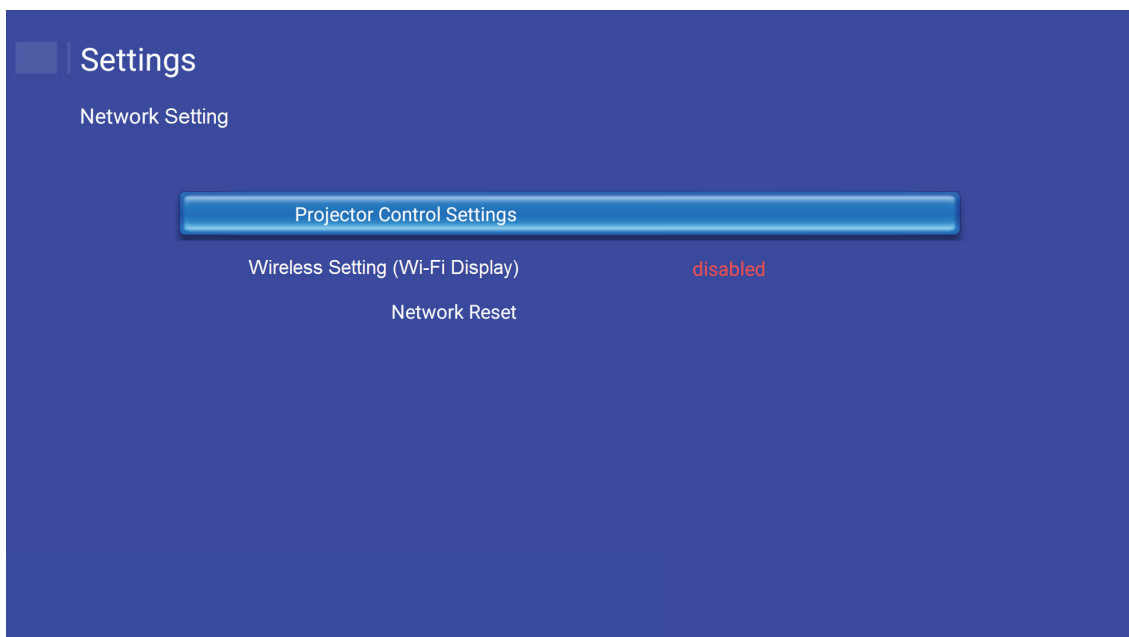 Settings
Network Setting
Projector Control Settings
Wireless Setting (Wi-Fi Display) disabled
Network Reset